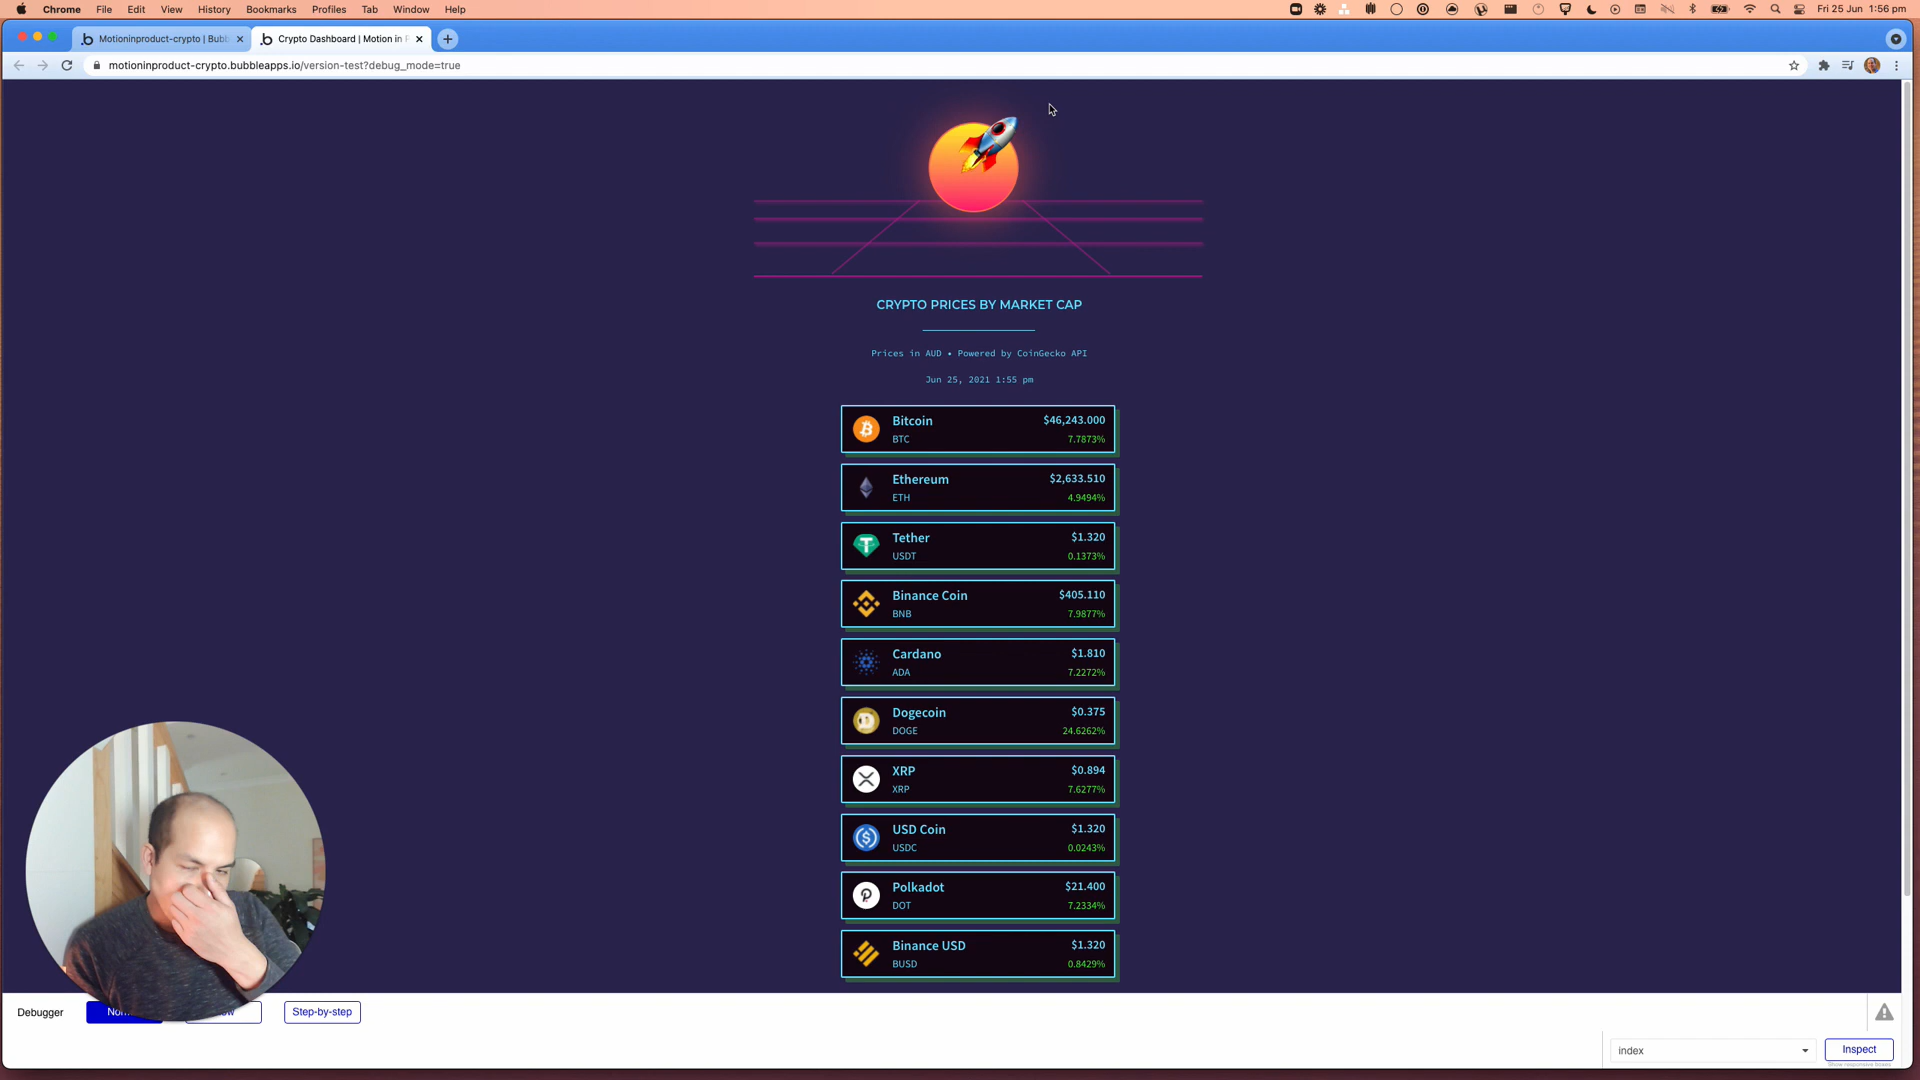 Chrome File Edit View History Bookmarks Profiles Tab Window Help
Fri 25 Jun 1:56 pm
Motioninproduct-crypto | Bubb
Crypto Dashboard | Motion in P
motioninproduct-crypto.bubbleapps.io/version-test?debug_mode=true
CRYPTO PRICES BY MARKET CAP
Prices in AUD • Powered by CoinGecko API
Jun 25, 2021 1:55 pm
Bitcoin $46,243.000
BTC 7.7873%
Ethereum $2,633.510
ETH 4.9494%
Tether $1.320
USDT 0.1373%
Binance Coin $405.110
BNB 7.9877%
Cardano $1.810
ADA 7.2272%
Dogecoin $0.375
DOGE 24.6262%
XRP $0.894
XRP 7.6277%
USD Coin $1.320
USDC 0.0243%
Polkadot $21.400
DOT 7.2334%
Binance USD $1.320
BUSD 0.8429%
Debugger
Step-by-step
index
Inspect
Show responsive boxes